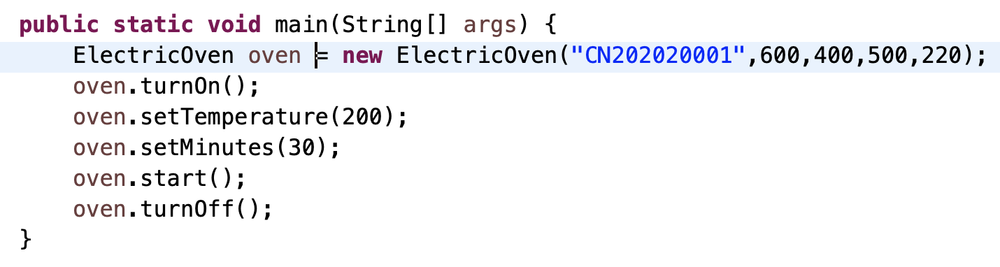 public static void main(String[] args) {
    ElectricOven oven = new ElectricOven("CN202020001",600,400,500,220);
    oven.turnOn();
    oven.setTemperature(200);
    oven.setMinutes(30);
    oven.start();
    oven.turnOff();
}